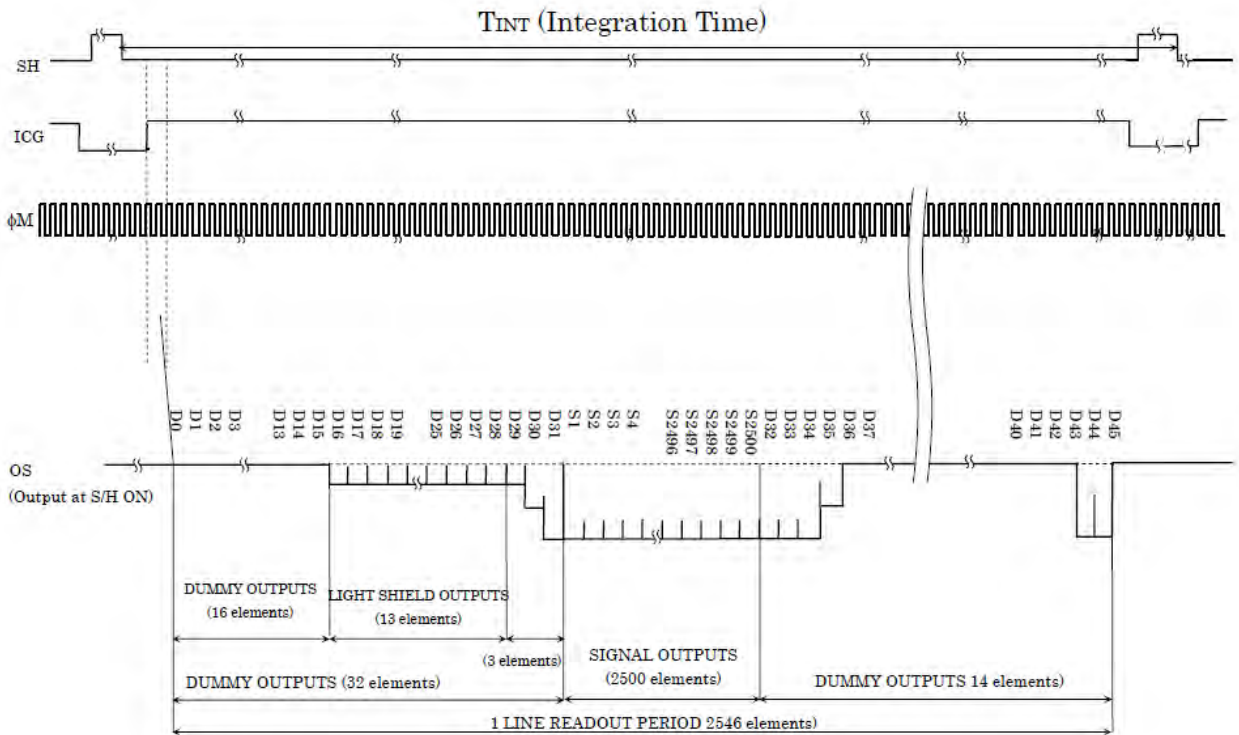 TINT (Integration Time)
SH
ICG
ϕM
D0
D1
D2
D3
D13
D14
D15
D16
D17
D18
D19
D25
D26
D27
D28
D29
D30
D31
S1
S2
S3
S4
S2496
S2497
S2498
S2499
S2500
D32
D33
D34
D35
D36
D37
D40
D41
D42
D43
D44
D45
OS
(Output at S/H ON)
DUMMY OUTPUTS
(16 elements)
LIGHT SHIELD OUTPUTS
(13 elements)
(3 elements)
SIGNAL OUTPUTS
(2500 elements)
DUMMY OUTPUTS (32 elements)
DUMMY OUTPUTS 14 elements)
1 LINE READOUT PERIOD 2546 elements)